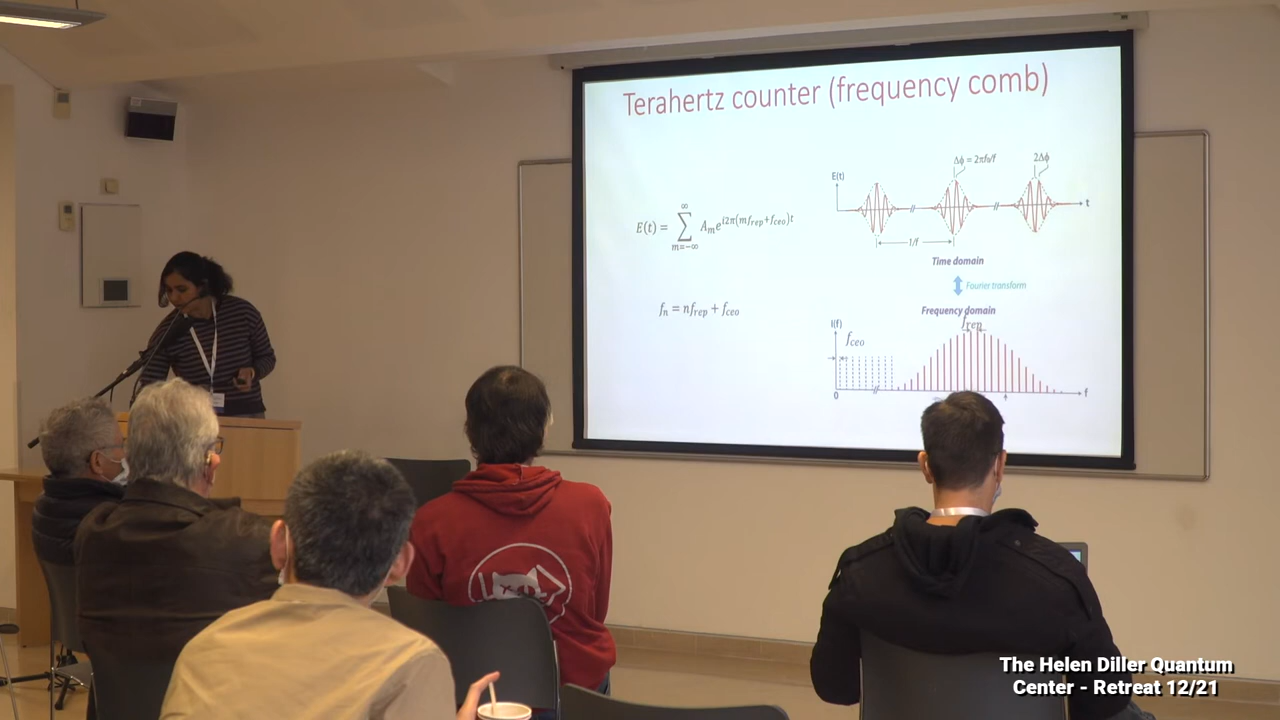 Terahertz counter (frequency comb)
E(t) = ∑_{m=−∞}^{∞} A_m e^{i2π(mf_rep+f_ceo)t}
f_n = nf_rep + f_ceo
E(t)
Δϕ = 2πf₀/f
2Δϕ
t
1/f
Time domain
Fourier transform
Frequency domain
I(f)
f_ceo
f_rep
0
f
The Helen Diller Quantum
Center - Retreat 12/21